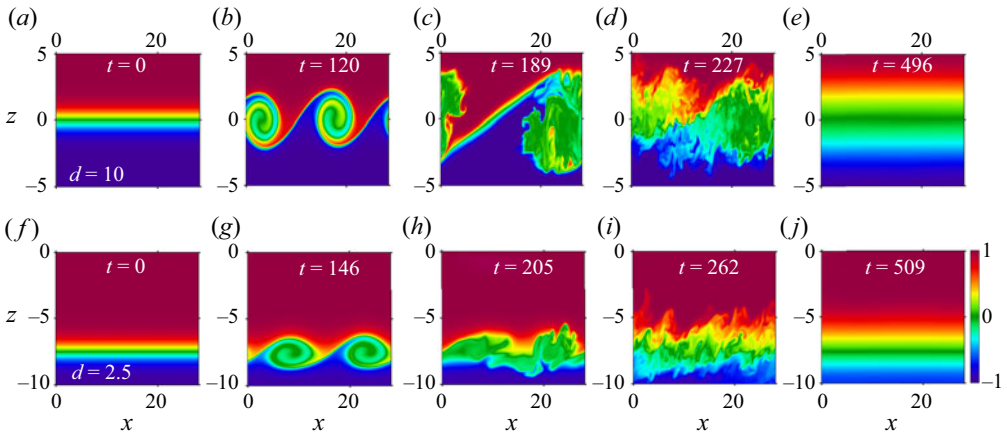 (a) (b) (c) (d) (e)
0 20 0 20 0 20 0 20 0 20
5 5 5 5 5
t = 0 t = 120 t = 189 t = 227 t = 496
z 0 0 0 0 0
d = 10
–5 –5 –5 –5 –5
(f) (g) (h) (i) (j)
0 0 0 0 0
t = 0 t = 146 t = 205 t = 262 t = 509 1
z –5 –5 –5 –5 –5 0
d = 2.5
–10 –10 –10 –10 –10 –1
0 20 0 20 0 20 0 20 0 20
x x x x x